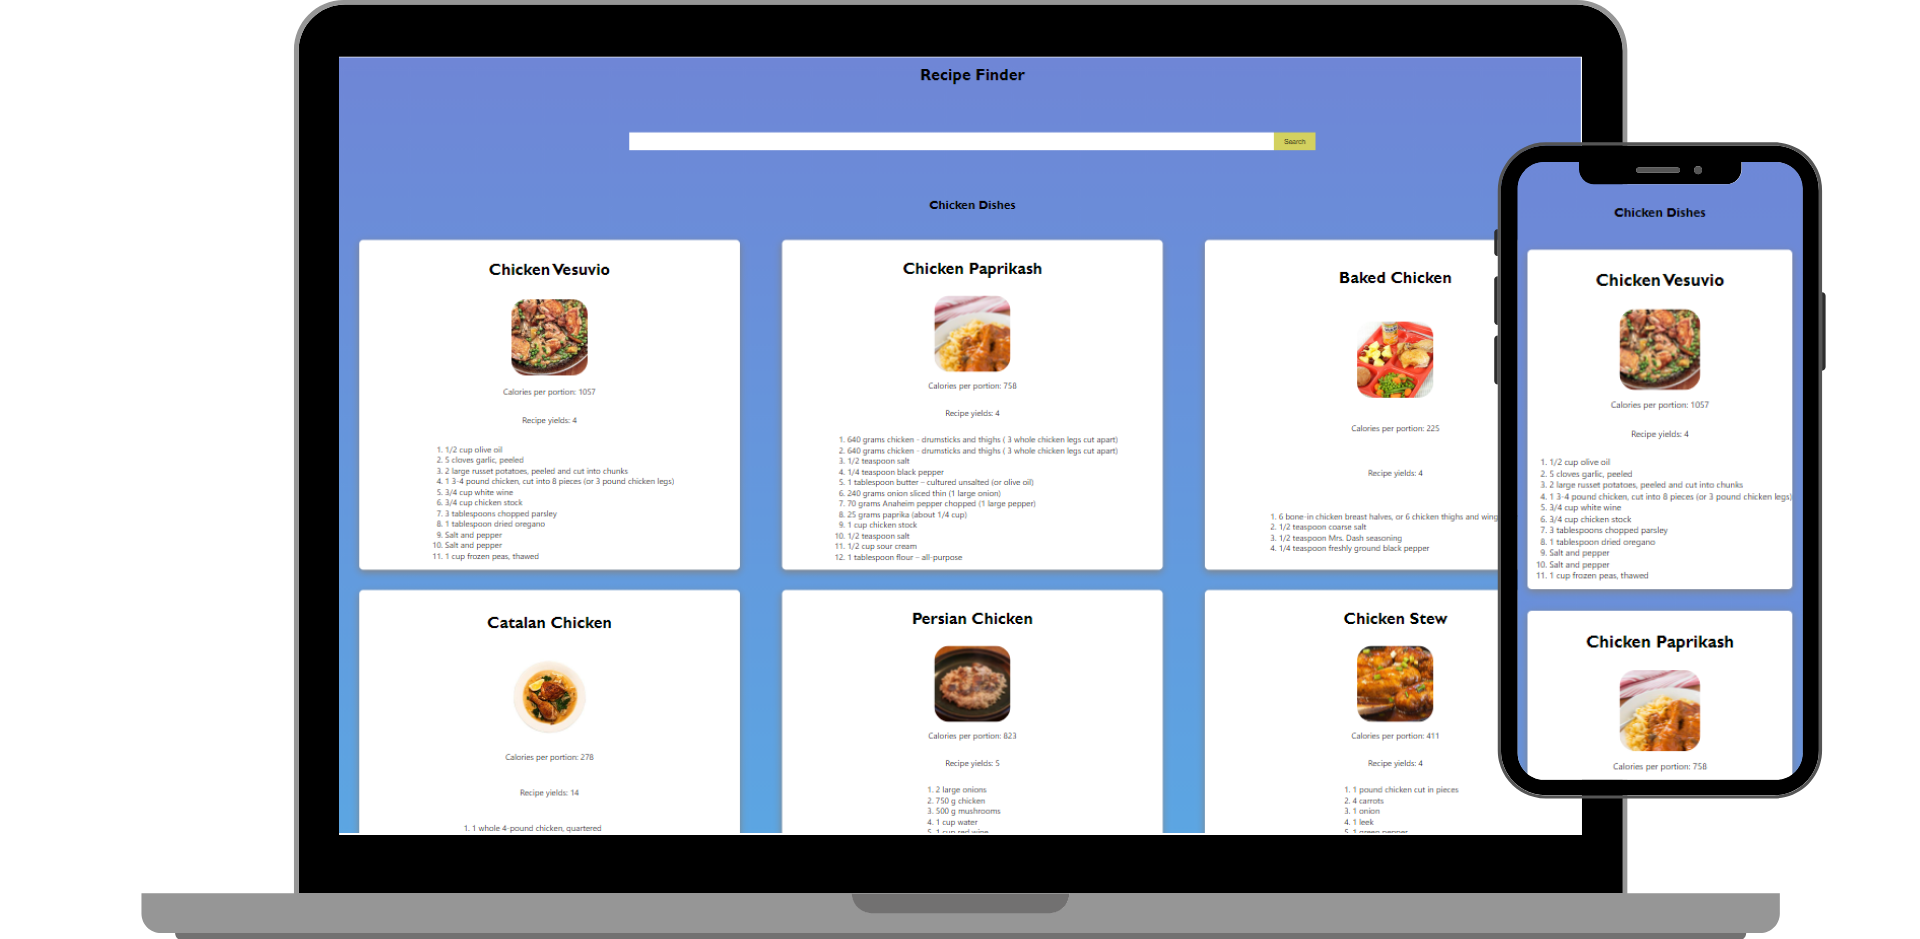 Recipe Finder
Search
Chicken Dishes
Chicken Vesuvio
Calories per portion: 1057
Recipe yields: 4
1. 1/2 cup olive oil
2. 5 cloves garlic, peeled
3. 2 large russet potatoes, peeled and cut into chunks
4. 1 3-4 pound chicken, cut into 8 pieces (or 3 pound chicken legs)
5. 3/4 cup white wine
6. 3/4 cup chicken stock
7. 3 tablespoons chopped parsley
8. 1 tablespoon dried oregano
9. Salt and pepper
10. Salt and pepper
11. 1 cup frozen peas, thawed
Chicken Paprikash
Calories per portion: 758
Recipe yields: 4
1. 640 grams chicken - drumsticks and thighs ( 3 whole chicken legs cut apart)
2. 640 grams chicken - drumsticks and thighs ( 3 whole chicken legs cut apart)
3. 1/2 teaspoon salt
4. 1/4 teaspoon black pepper
5. 1 tablespoon butter – cultured unsalted (or olive oil)
6. 240 grams onion sliced thin (1 large onion)
7. 70 grams Anaheim pepper chopped (1 large pepper)
8. 25 grams paprika (about 1/4 cup)
9. 1 cup chicken stock
10. 1/2 teaspoon salt
11. 1/2 cup sour cream
12. 1 tablespoon flour – all-purpose
Baked Chicken
Calories per portion: 225
Recipe yields: 4
1. 6 bone-in chicken breast halves, or 6 chicken thighs and wing
2. 1/2 teaspoon coarse salt
3. 1/2 teaspoon Mrs. Dash seasoning
4. 1/4 teaspoon freshly ground black pepper
Catalan Chicken
Calories per portion: 278
Recipe yields: 14
1. 1 whole 4-pound chicken, quartered
Persian Chicken
Calories per portion: 823
Recipe yields: 5
1. 2 large onions
2. 750 g chicken
3. 500 g mushrooms
4. 1 cup water
5. 1 cup red wine
Chicken Stew
Calories per portion: 411
Recipe yields: 4
1. 1 pound chicken cut in pieces
2. 4 carrots
3. 1 onion
4. 1 leek
5. 1 green pepper
Chicken Dishes
Chicken Vesuvio
Calories per portion: 1057
Recipe yields: 4
1. 1/2 cup olive oil
2. 5 cloves garlic, peeled
3. 2 large russet potatoes, peeled and cut into chunks
4. 1 3-4 pound chicken, cut into 8 pieces (or 3 pound chicken legs)
5. 3/4 cup white wine
6. 3/4 cup chicken stock
7. 3 tablespoons chopped parsley
8. 1 tablespoon dried oregano
9. Salt and pepper
10. Salt and pepper
11. 1 cup frozen peas, thawed
Chicken Paprikash
Calories per portion: 758